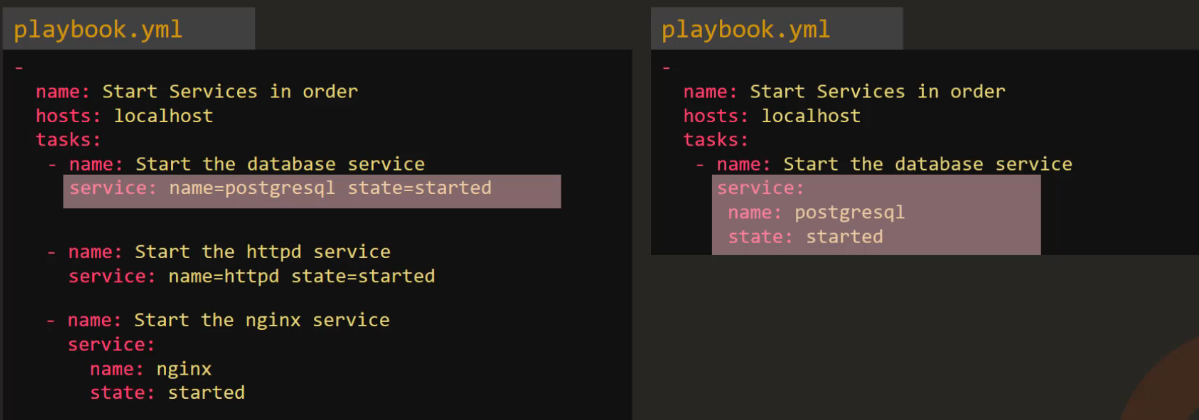 playbook.yml
-
name: Start Services in order
hosts: localhost
tasks:
- name: Start the database service
service: name=postgresql state=started
- name: Start the httpd service
service: name=httpd state=started
- name: Start the nginx service
service:
name: nginx
state: started
playbook.yml
-
name: Start Services in order
hosts: localhost
tasks:
- name: Start the database service
service:
name: postgresql
state: started